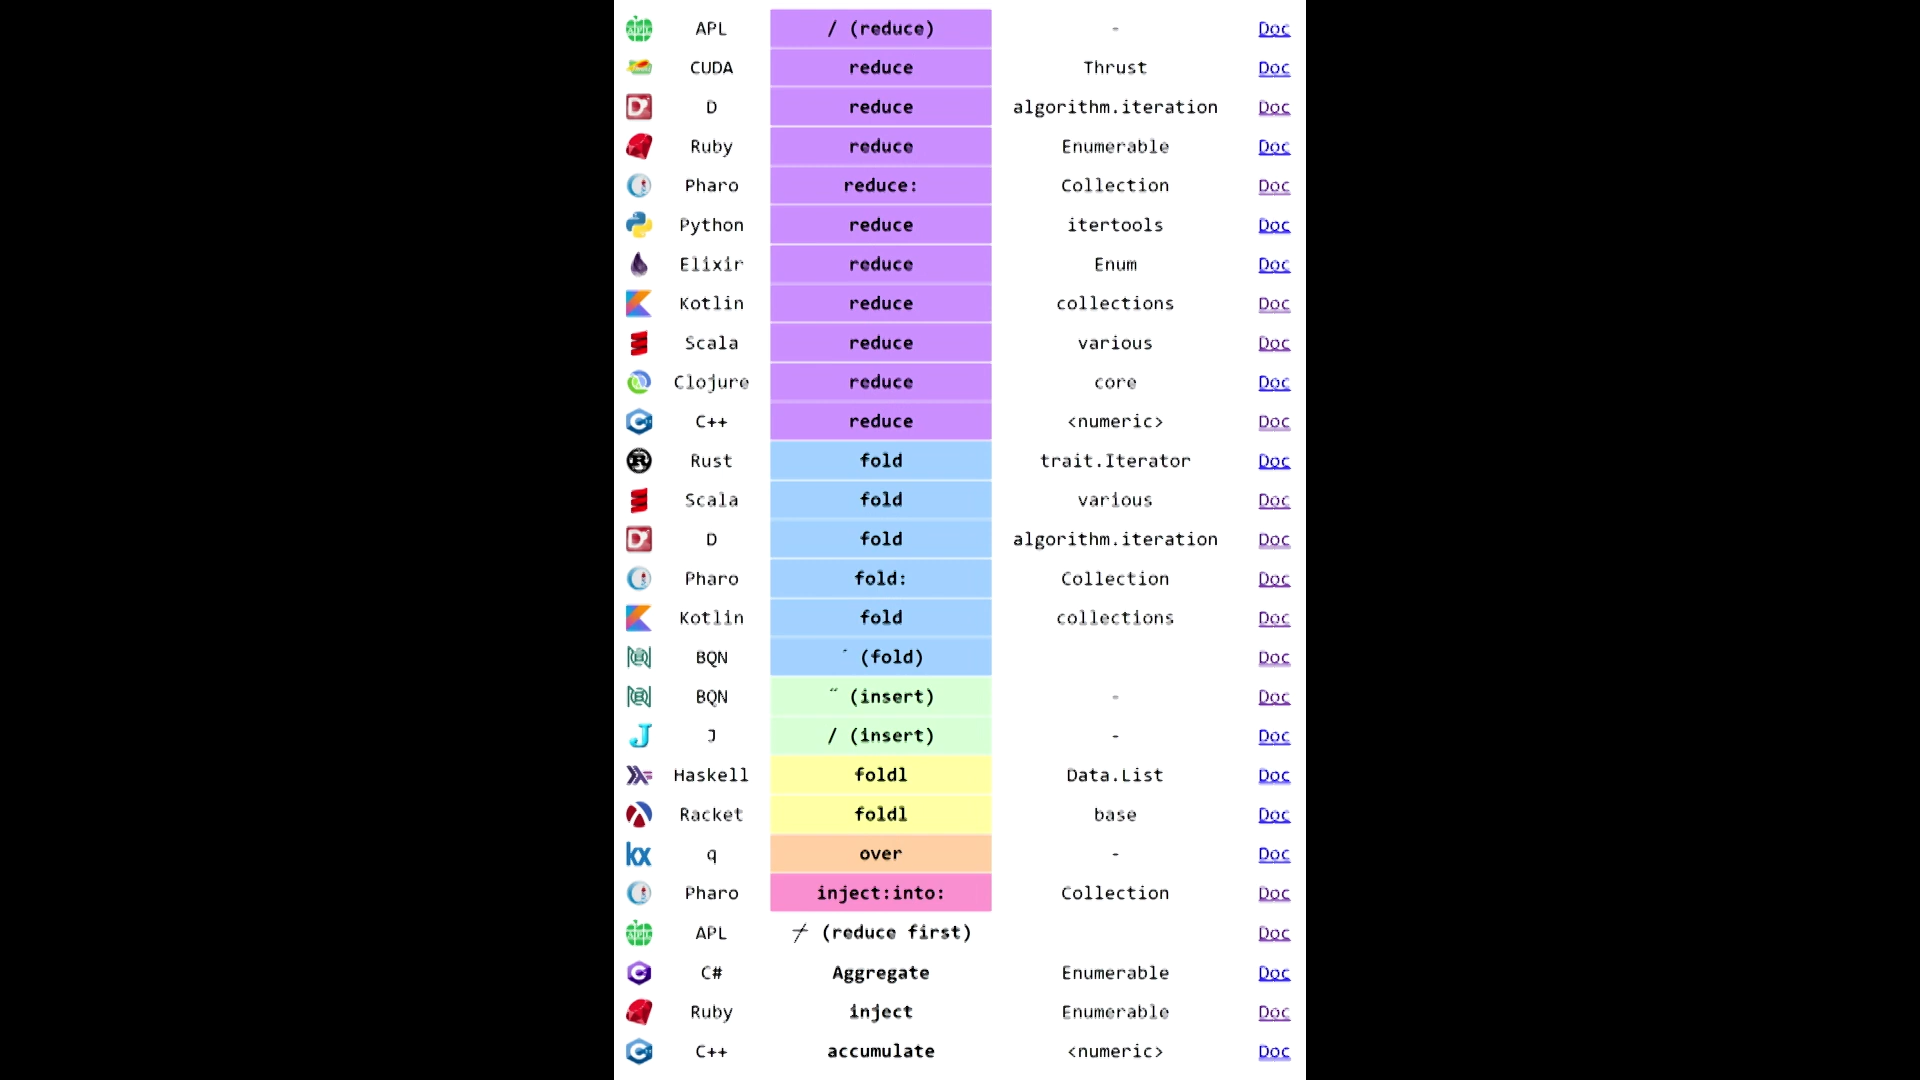 APL / (reduce) - Doc
CUDA reduce Thrust Doc
D reduce algorithm.iteration Doc
Ruby reduce Enumerable Doc
Pharo reduce: Collection Doc
Python reduce itertools Doc
Elixir reduce Enum Doc
Kotlin reduce collections Doc
Scala reduce various Doc
Clojure reduce core Doc
C++ reduce <numeric> Doc
Rust fold trait.Iterator Doc
Scala fold various Doc
D fold algorithm.iteration Doc
Pharo fold: Collection Doc
Kotlin fold collections Doc
BQN ´ (fold) Doc
BQN ˝ (insert) - Doc
J / (insert) - Doc
Haskell foldl Data.List Doc
Racket foldl base Doc
kx q over - Doc
Pharo inject:into: Collection Doc
APL ⌿ (reduce first) Doc
C# Aggregate Enumerable Doc
Ruby inject Enumerable Doc
C++ accumulate <numeric> Doc